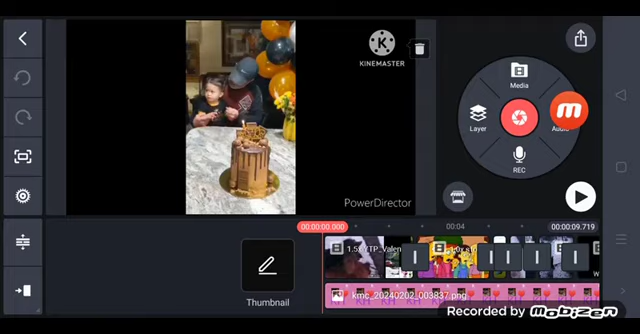 K
KINEMASTER
Media
Layer
Audio
REC
PowerDirector
00:00:00.000
00:04
00:00:09.719
Thumbnail
kmc_20240202_003837.png
Recorded by mobizen